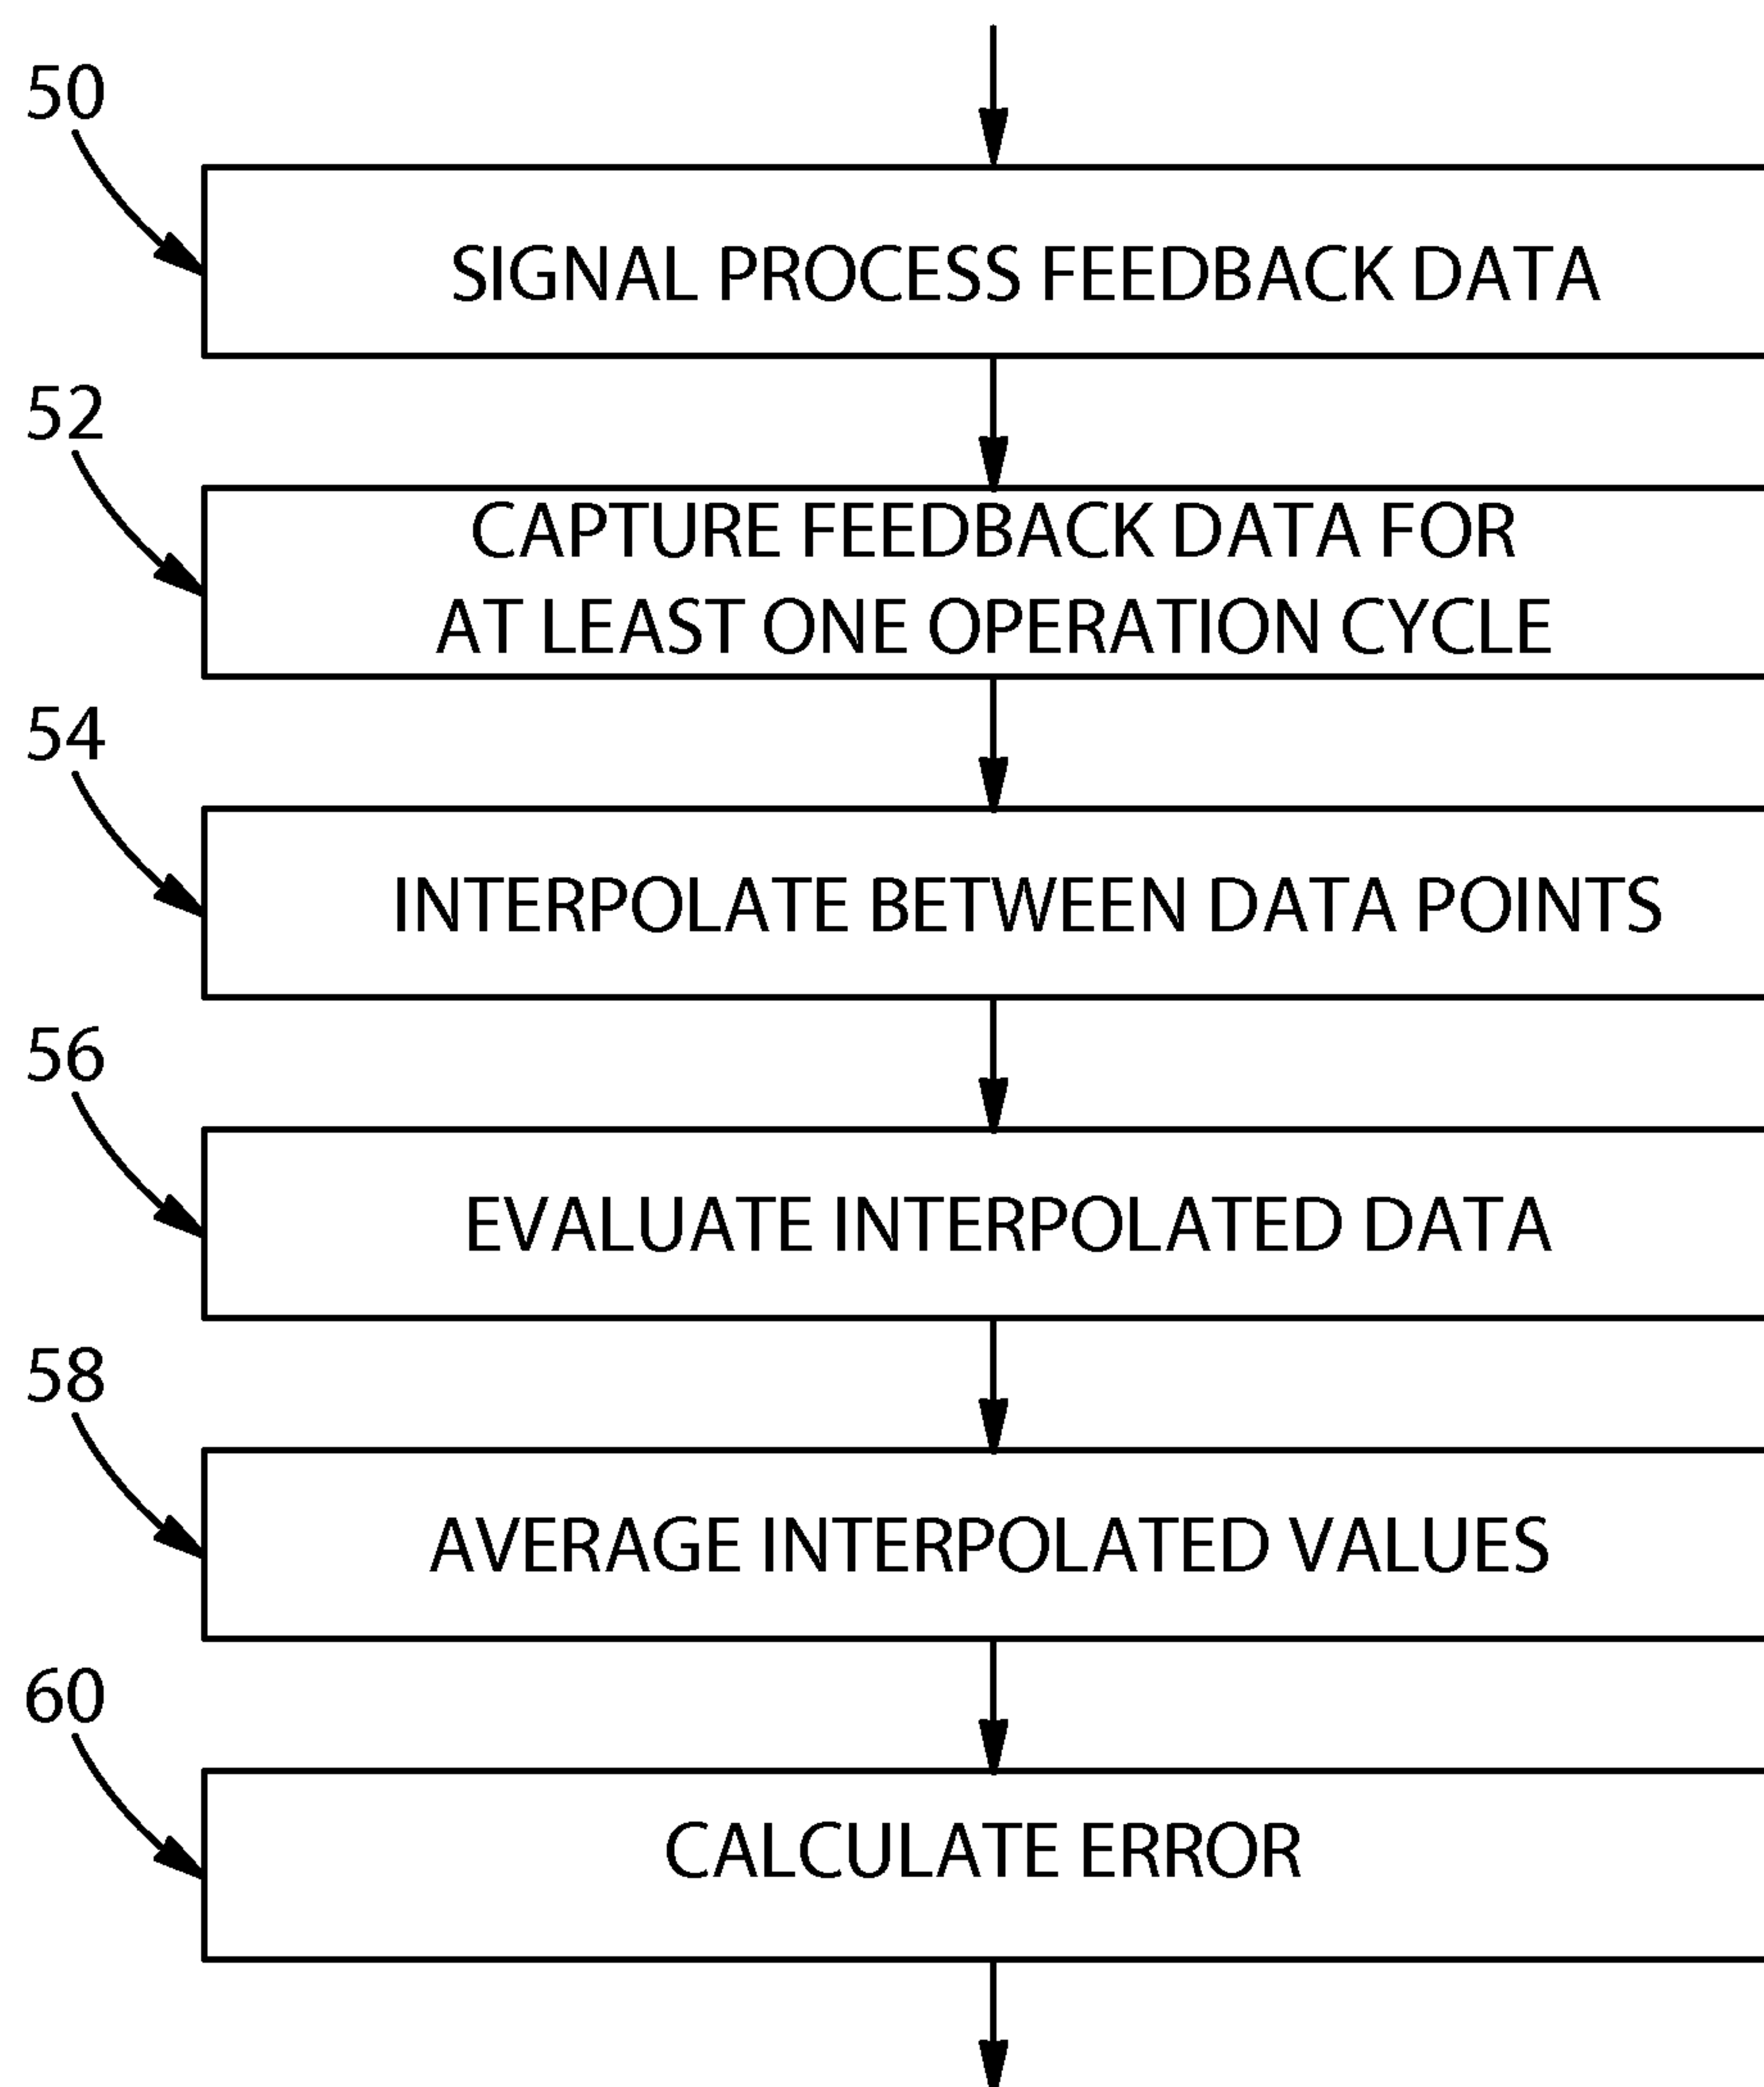 50
SIGNAL PROCESS FEEDBACK DATA
52
CAPTURE FEEDBACK DATA FOR
AT LEAST ONE OPERATION CYCLE
54
INTERPOLATE BETWEEN DATA POINTS
56
EVALUATE INTERPOLATED DATA
58
AVERAGE INTERPOLATED VALUES
60
CALCULATE ERROR